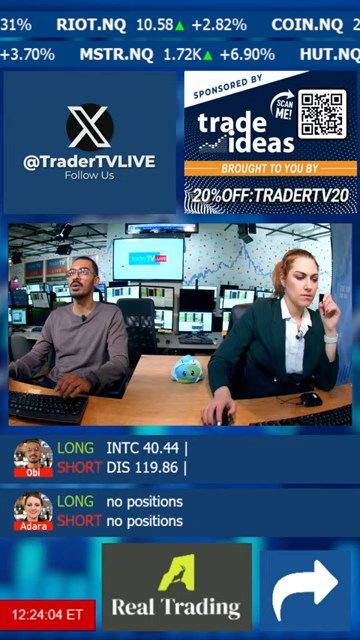 31% RIOT.NQ 10.58▲ +2.82% COIN.NQ 2
+3.70% MSTR.NQ 1.72K▲ +6.90% HUT.NQ
SPONSORED BY
SCAN ME!
trade ideas
BROUGHT TO YOU BY
20%OFF:TRADERTV20
@TraderTVLIVE
Follow Us
TraderTV LIVE
LONG INTC 40.44 |
SHORT DIS 119.86 |
Obi
LONG no positions
SHORT no positions
Adara
12:24:04 ET
Real Trading